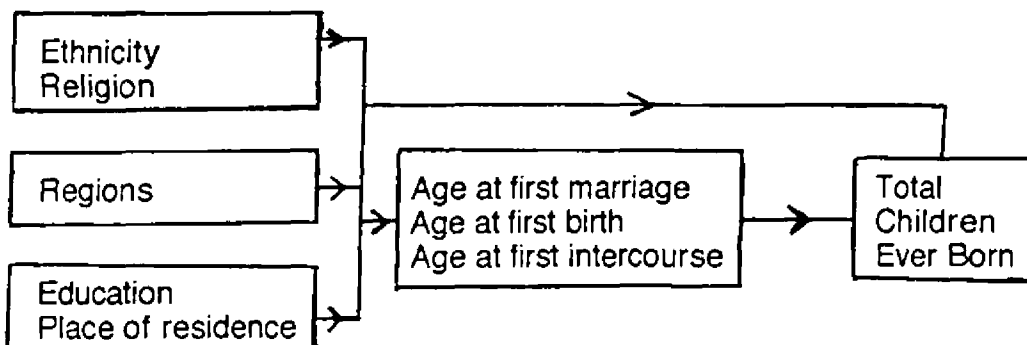 Ethnicity
Religion
Regions
Education
Place of residence
Age at first marriage
Age at first birth
Age at first intercourse
Total
Children
Ever Born